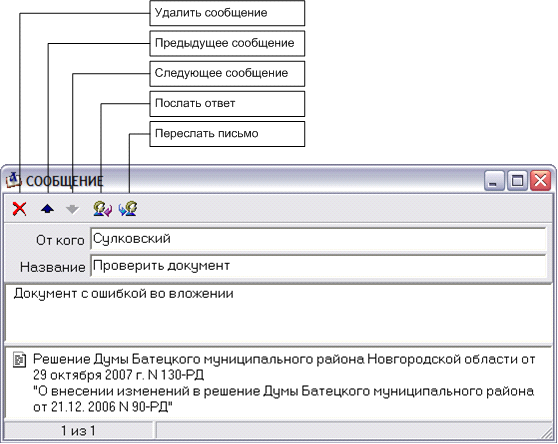 Удалить сообщение
Предыдущее сообщение
Следующее сообщение
Послать ответ
Переслать письмо
СООБЩЕНИЕ
От кого Сулковский
Название Проверить документ
Документ с ошибкой во вложении
Решение Думы Батецкого муниципального района Новгородской области от
29 октября 2007 г. N 130-РД
"О внесении изменений в решение Думы Батецкого муниципального района
от 21.12. 2006 N 90-РД"
1 из 1